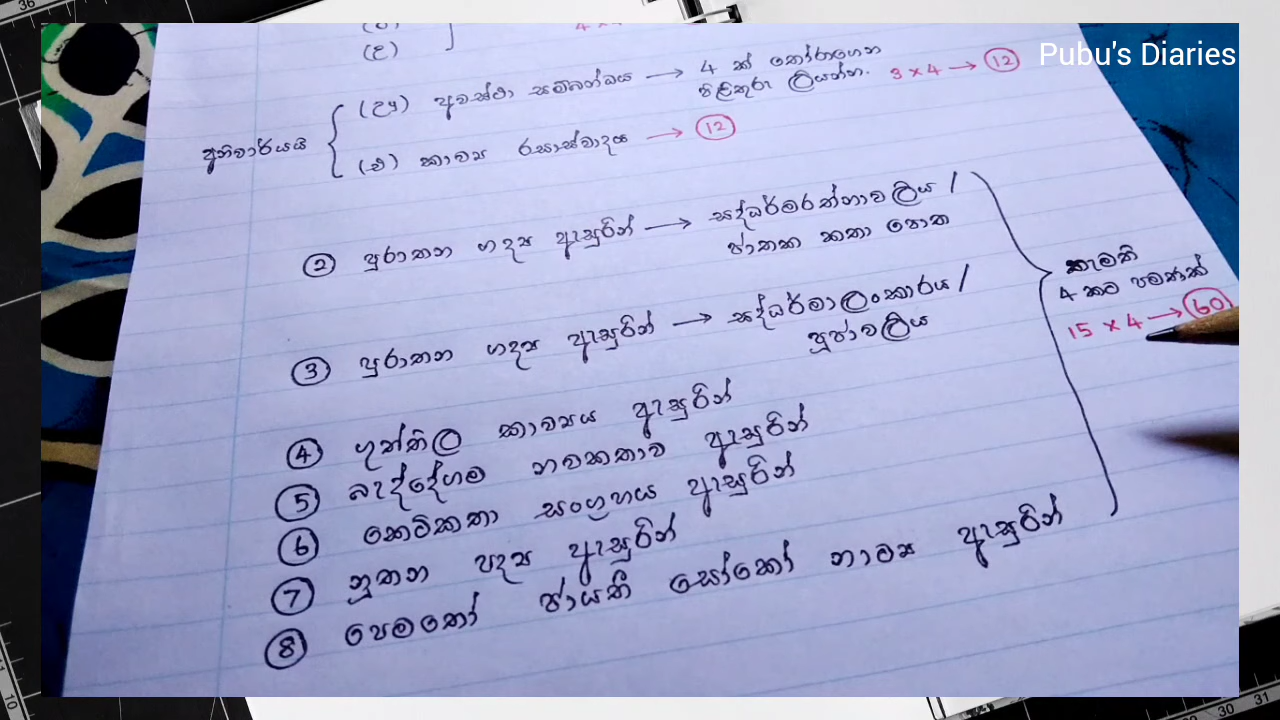 Pubu's Diaries
(ඉ)
අනිවාර්යයි
(ඌ) අවස්ථා සම්බන්ධය → 4 ක් තෝරාගෙන
පිළිතුරු ලියන්න. 3 x 4 → 12
(එ) කාව්‍ය රසාස්වාදය → 12
2 පුරාතන ගද්‍ය ඇසුරින් → සද්ධර්මරත්නාවලිය /
ජාතක කතා පොත
3 පුරාතන ගද්‍ය ඇසුරින් → සද්ධර්මාලංකාරය /
පූජාවලිය
4 ගුත්තිල කාව්‍යය ඇසුරින්
5 බැද්දේගම නවකතාව ඇසුරින්
6 කෙටිකතා සංග්‍රහය ඇසුරින්
7 නූතන පද්‍ය ඇසුරින්
8 පෙමතෝ ජායතී සෝකෝ නාට්‍ය ඇසුරින්
කැමති
4 කට පමණක්
15 x 4 → 60